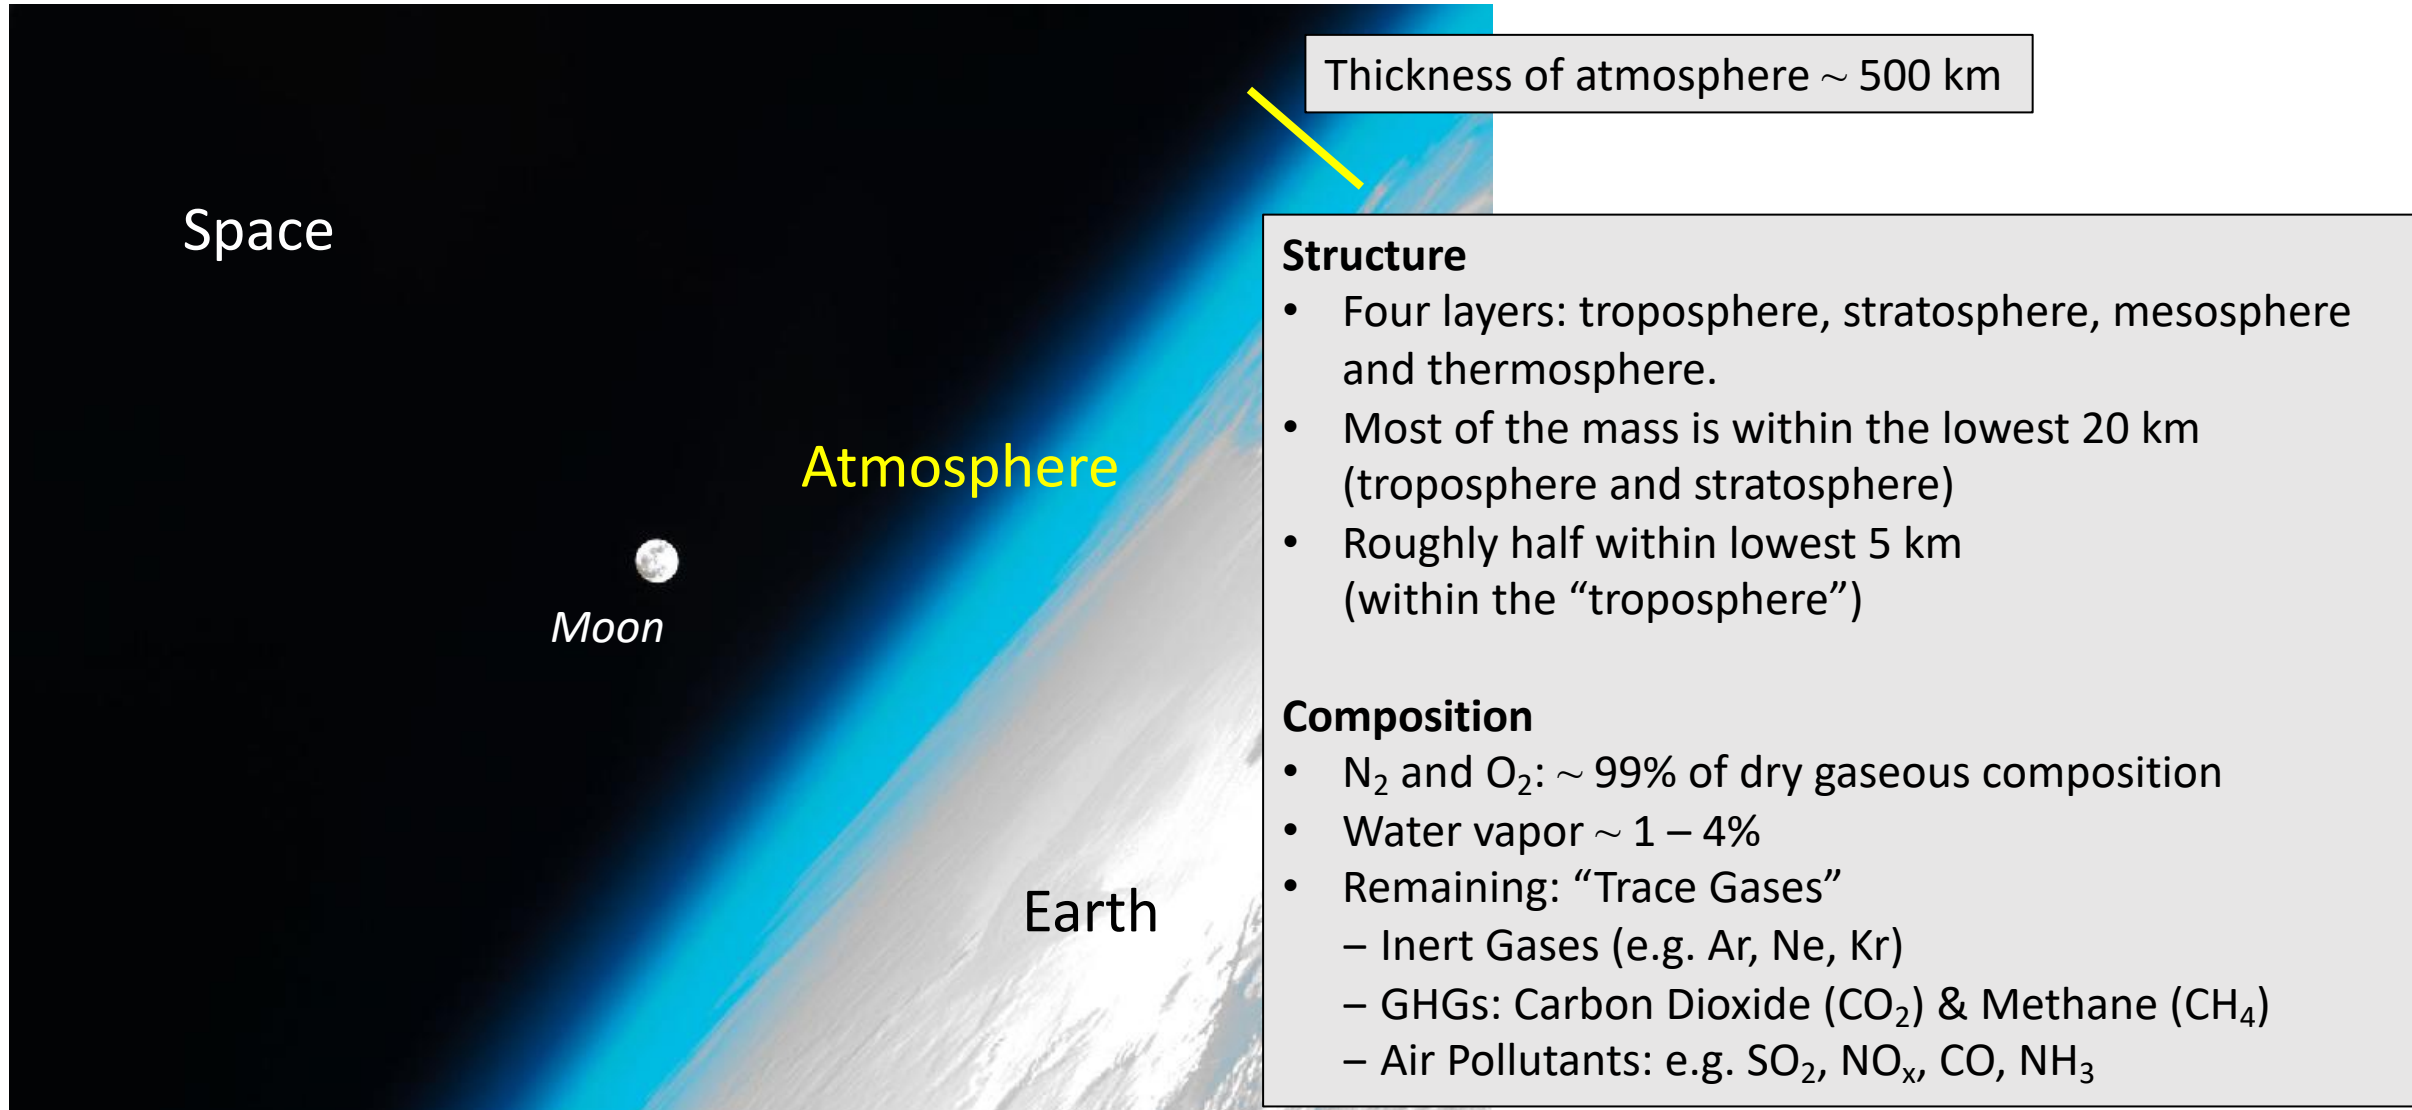 Thickness of atmosphere ~ 500 km
Space
Structure
• Four layers: troposphere, stratosphere, mesosphere
and thermosphere.
• Most of the mass is within the lowest 20 km
(troposphere and stratosphere)
• Roughly half within lowest 5 km
(within the “troposphere”)
Atmosphere
Moon
Earth
Composition
• N₂ and O₂: ~ 99% of dry gaseous composition
• Water vapor ~ 1 – 4%
• Remaining: “Trace Gases”
– Inert Gases (e.g. Ar, Ne, Kr)
– GHGs: Carbon Dioxide (CO₂) & Methane (CH₄)
– Air Pollutants: e.g. SO₂, NOₓ, CO, NH₃